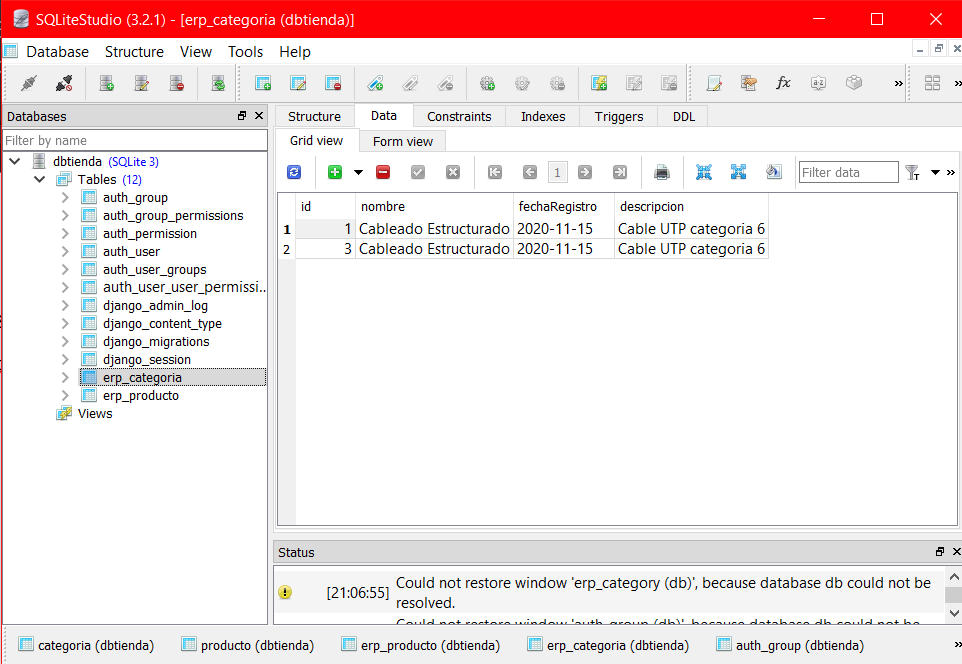 SQLiteStudio (3.2.1) - [erp_categoria (dbtienda)]
Database Structure View Tools Help
Databases
Filter by name
dbtienda (SQLite 3)
Tables (12)
auth_group
auth_group_permissions
auth_permission
auth_user
auth_user_groups
auth_user_user_permissi..
django_admin_log
django_content_type
django_migrations
django_session
erp_categoria
erp_producto
Views
Structure Data Constraints Indexes Triggers DDL
Grid view Form view
1 Filter data
id nombre fechaRegistro descripcion
1 1 Cableado Estructurado 2020-11-15 Cable UTP categoria 6
2 3 Cableado Estructurado 2020-11-15 Cable UTP categoria 6
Status
[21:06:55] Could not restore window 'erp_category (db)', because database db could not be
resolved.
Could not restore window 'auth_group (db)', because database db could not be
categoria (dbtienda) producto (dbtienda) erp_producto (dbtienda) erp_categoria (dbtienda) auth_group (dbtienda)